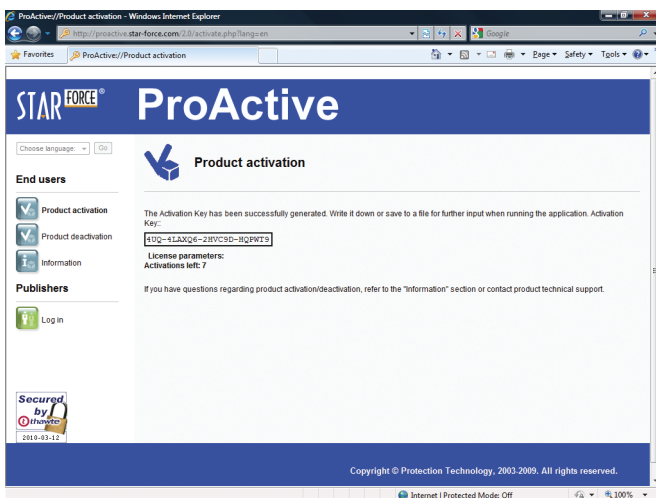 ProActive://Product activation - Windows Internet Explorer
http://proactive.star-force.com/2.0/activate.php?lang=en
Google
Favorites
ProActive://Product activation
Page
Safety
Tools
STAR FORCE®
ProActive
Choose language:
Go
Product activation
End users
Product activation
Product deactivation
Information
Publishers
Log in
The Activation Key has been successfully generated. Write it down or save to a file for further input when running the application. Activation
Key::
4UQ-4LAXQ6-2HVC9D-HQPWT9
License parameters:
Activations left: 7
If you have questions regarding product activation/deactivation, refer to the "Information" section or contact product technical support.
Secured
by
thawte
2010-03-12
Copyright © Protection Technology, 2003-2009. All rights reserved.
Internet | Protected Mode: Off
100%